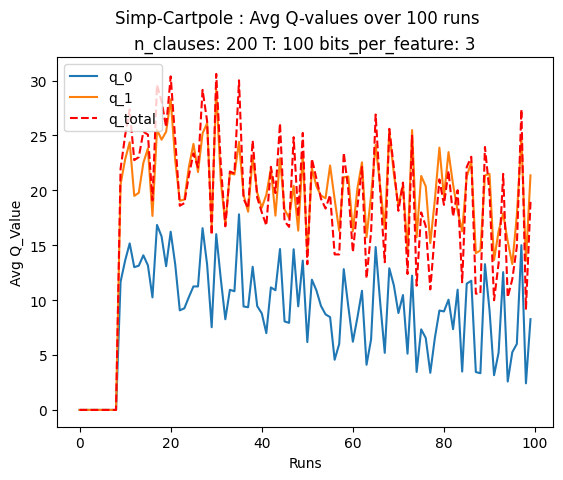 Simp-Cartpole : Avg Q-values over 100 runs
n_clauses: 200 T: 100 bits_per_feature: 3
q_0
q_1
q_total
Avg Q_Value
30
25
20
15
10
5
0
0 20 40 60 80 100
Runs